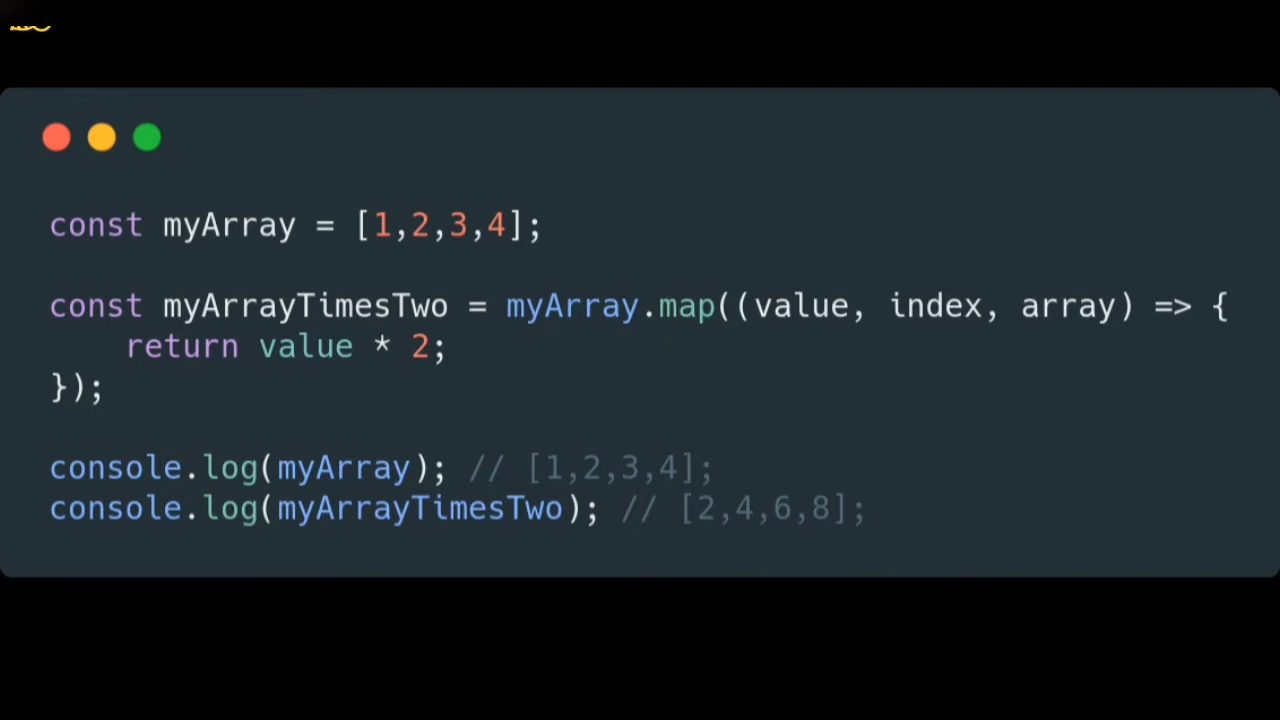 const myArray = [1,2,3,4];
const myArrayTimesTwo = myArray.map((value, index, array) => {
    return value * 2;
});
console.log(myArray); // [1,2,3,4];
console.log(myArrayTimesTwo); // [2,4,6,8];